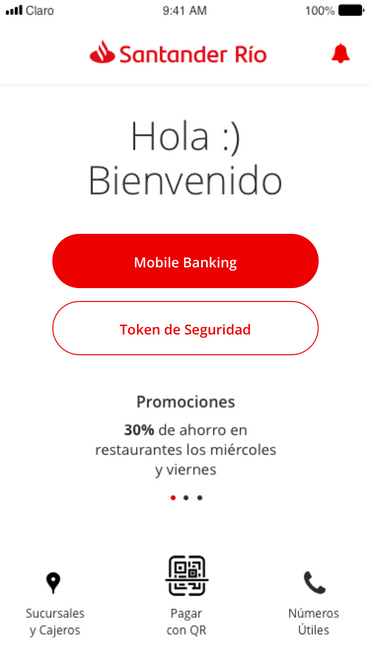 Claro 9:41 AM 100%
Santander Río
Hola :)
Bienvenido
Mobile Banking
Token de Seguridad
Promociones
30% de ahorro en
restaurantes los miércoles
y viernes
Sucursales Pagar Números
y Cajeros con QR Útiles